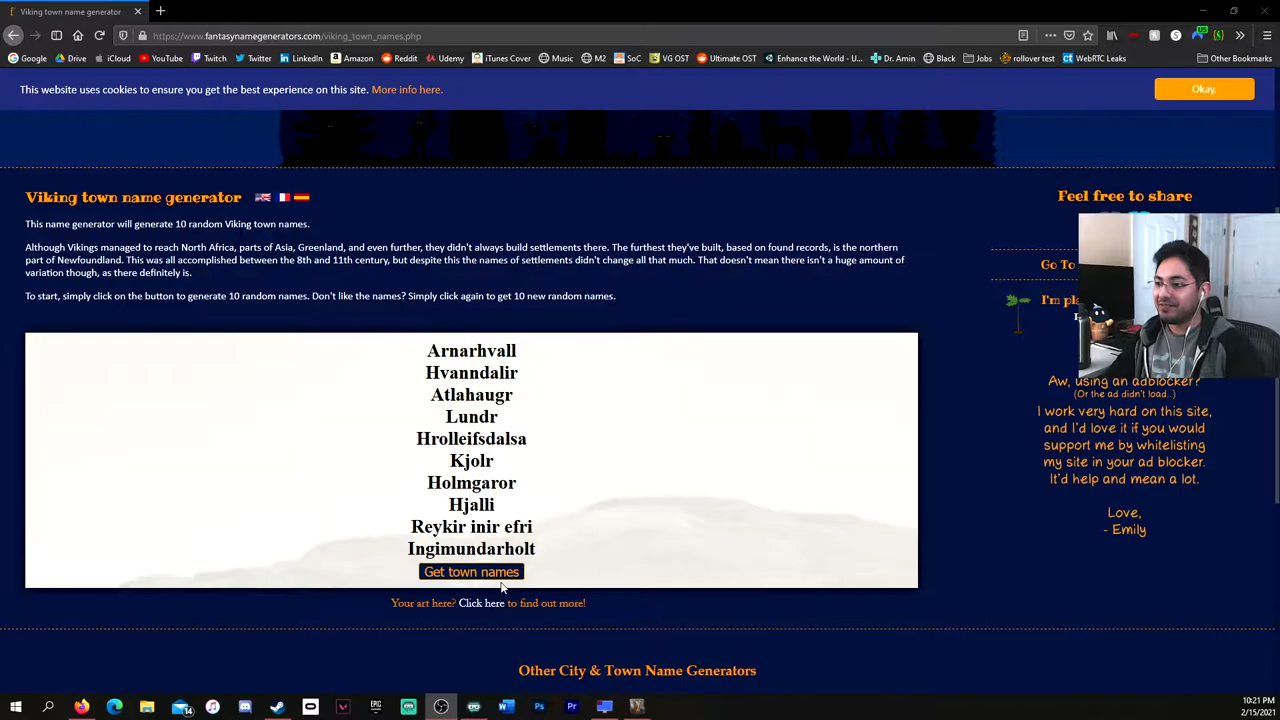 Viking town name generator
https://www.fantasynamegenerators.com/viking_town_names.php
Google Drive iCloud YouTube Twitch Twitter LinkedIn Amazon Reddit Udemy iTunes Cover Music M2 SoC VG OST Ultimate OST Enhance the World - U... Dr. Amin Black Jobs rollover test WebRTC Leaks Other Bookmarks
This website uses cookies to ensure you get the best experience on this site. More info here.
Okay.
Viking town name generator
This name generator will generate 10 random Viking town names.
Although Vikings managed to reach North Africa, parts of Asia, Greenland, and even further, they didn't always build settlements there. The furthest they've built, based on found records, is the northern
part of Newfoundland. This was all accomplished between the 8th and 11th century, but despite this the names of settlements didn't change all that much. That doesn't mean there isn't a huge amount of
variation though, as there definitely is.
To start, simply click on the button to generate 10 random names. Don't like the names? Simply click again to get 10 new random names.
Arnarhvall
Hvanndalir
Atlahaugr
Lundr
Hrolleifsdalsa
Kjolr
Holmgaror
Hjalli
Reykir inir efri
Ingimundarholt
Get town names
Your art here? Click here to find out more!
Other City & Town Name Generators
Feel free to share
Go To
I'm pla
Aw, using an adblocker?
(Or the ad didn't load..)
I work very hard on this site,
and I'd love it if you would
support me by whitelisting
my site in your ad blocker.
It'd help and mean a lot.
Love,
- Emily
EPIC
14
10:21 PM
2/15/2021